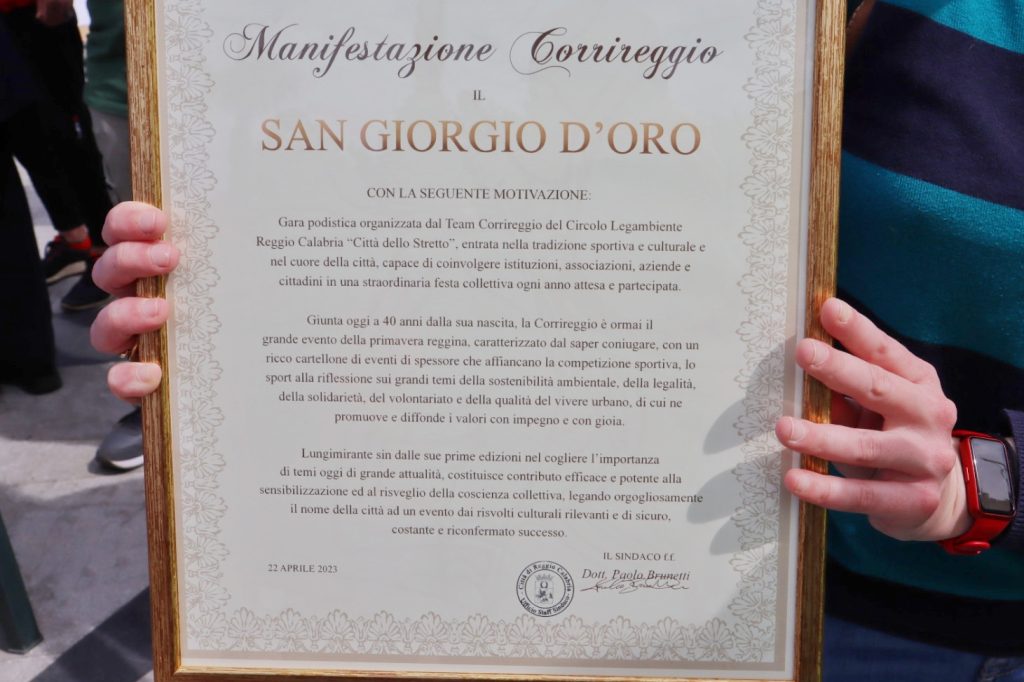 Manifestazione Corrireggio
IL
SAN GIORGIO D'ORO
CON LA SEGUENTE MOTIVAZIONE:
Gara podistica organizzata dal Team Corrireggio del Circolo Legambiente
Reggio Calabria “Città dello Stretto”, entrata nella tradizione sportiva e culturale e
nel cuore della città, capace di coinvolgere istituzioni, associazioni, aziende e
cittadini in una straordinaria festa collettiva ogni anno attesa e partecipata.
Giunta oggi a 40 anni dalla sua nascita, la Corrireggio è ormai il
grande evento della primavera reggina, caratterizzato dal saper coniugare, con un
ricco cartellone di eventi di spessore che affiancano la competizione sportiva, lo
sport alla riflessione sui grandi temi della sostenibilità ambientale, della legalità,
della solidarietà, del volontariato e della qualità del vivere urbano, di cui ne
promuove e diffonde i valori con impegno e con gioia.
Lungimirante sin dalle sue prime edizioni nel cogliere l’importanza
di temi oggi di grande attualità, costituisce contributo efficace e potente alla
sensibilizzazione ed al risveglio della coscienza collettiva, legando orgogliosamente
il nome della città ad un evento dai risvolti culturali rilevanti e di sicuro,
costante e riconfermato successo.
22 APRILE 2023
IL SINDACO f.f.
Dott. Paolo Brunetti
Città di Reggio Calabria
Ufficio Staff Sindaco